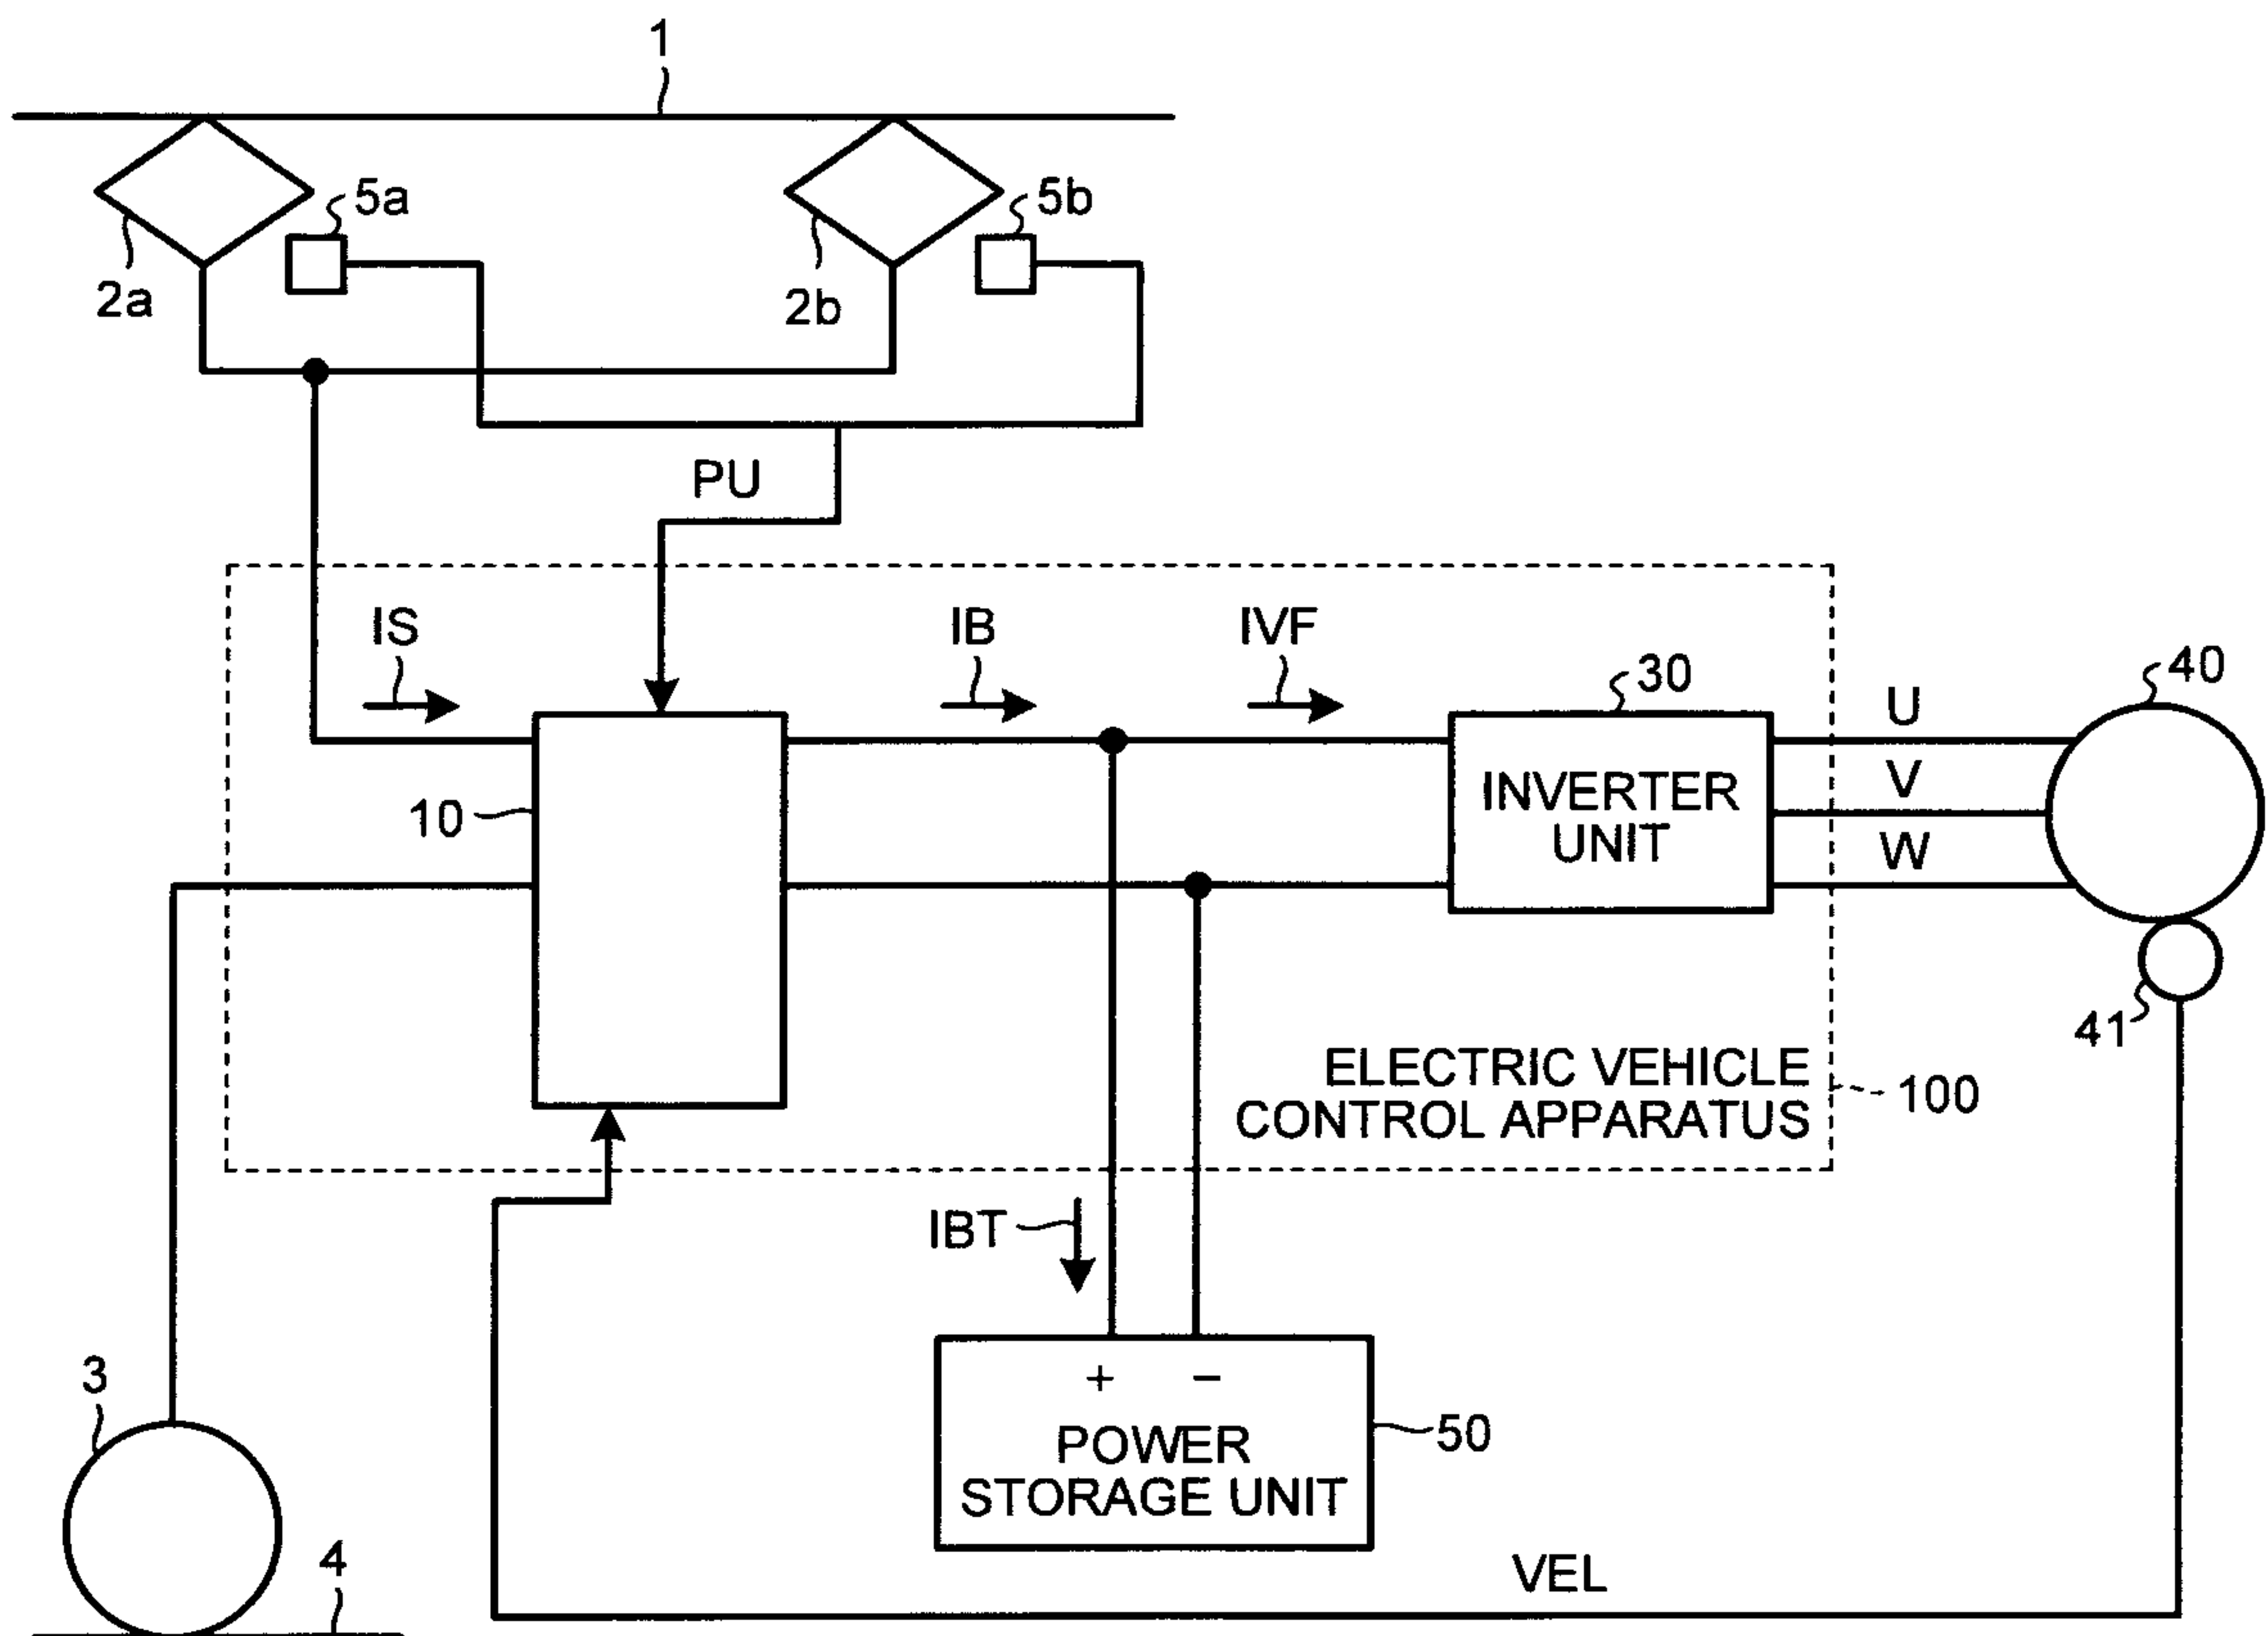 1
5a
5b
2a
2b
PU
IS
IB
IVF
30
40
U
INVERTER
UNIT
V
10
W
41
ELECTRIC VEHICLE
CONTROL APPARATUS
100
IBT
3
+ −
50
POWER
STORAGE UNIT
4
VEL